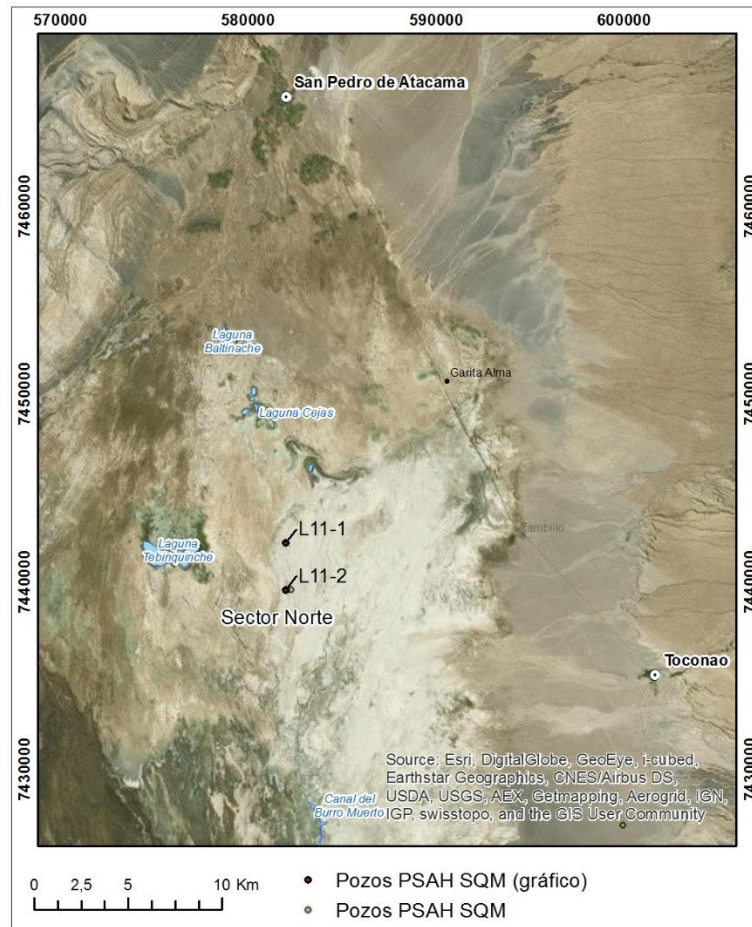 570000 580000 590000 600000
San Pedro de Atacama
7460000
7460000
Laguna
Baltinache
Garita Alma
7450000
7450000
Laguna Cejas
L11-1
Tambillo
Laguna
Tebinquinche
7440000
7440000
L11-2
Sector Norte
Toconao
7430000
7430000
Source: Esri, DigitalGlobe, GeoEye, i-cubed,
Earthstar Geographics, CNES/Airbus DS,
USDA, USGS, AEX, Getmapping, Aerogrid, IGN,
IGP, swisstopo, and the GIS User Community
Canal del
Burro Muerto
0 2,5 5 10 Km
Pozos PSAH SQM (gráfico)
Pozos PSAH SQM